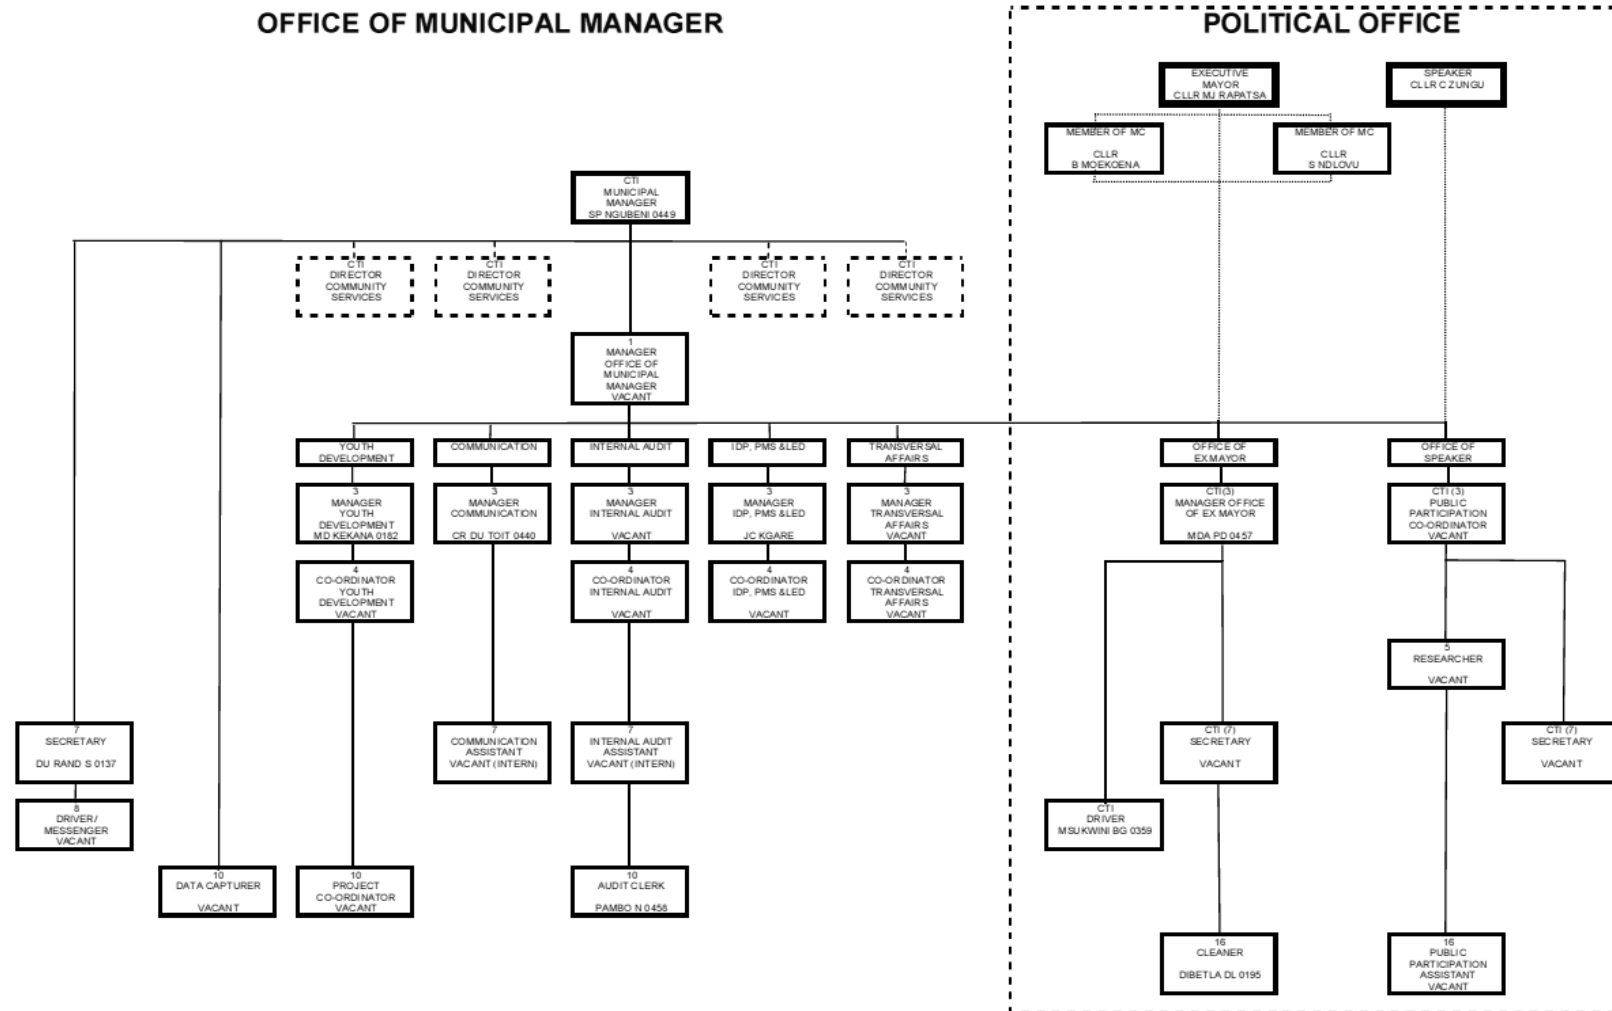 OFFICE OF MUNICIPAL MANAGER
POLITICAL OFFICE
EXECUTIVE
MAYOR
CLLR MJ RAPATSA
SPEAKER
CLLR C ZUNGU
MEMBER OF MC
CLLR
B MOEKOENA
MEMBER OF MC
CLLR
S NDLOVU
CTI
MUNICIPAL
MANAGER
SP NGUBENI 0449
CTI
DIRECTOR
COMMUNITY
SERVICES
CTI
DIRECTOR
COMMUNITY
SERVICES
CTI
DIRECTOR
COMMUNITY
SERVICES
CTI
DIRECTOR
COMMUNITY
SERVICES
1
MANAGER
OFFICE OF
MUNICIPAL
MANAGER
VACANT
YOUTH
DEVELOPMENT
COMMUNICATION
INTERNAL AUDIT
IDP, PMS &LED
TRANSVERSAL
AFFAIRS
OFFICE OF
EX MAYOR
OFFICE OF
SPEAKER
3
MANAGER
YOUTH
DEVELOPMENT
MD KEKANA 0182
3
MANAGER
COMMUNICATION
CR DU TOIT 0440
3
MANAGER
INTERNAL AUDIT
VACANT
3
MANAGER
IDP, PMS &LED
JC KGARE
3
MANAGER
TRANSVERSAL
AFFAIRS
VACANT
CTI(3)
MANAGER OFFICE
OF EX MAYOR
MDA PD 0457
CTI (3)
PUBLIC
PARTICIPATION
CO-ORDINATOR
VACANT
4
CO-ORDINATOR
YOUTH
DEVELOPMENT
VACANT
4
CO-ORDINATOR
INTERNAL AUDIT
VACANT
4
CO-ORDINATOR
IDP, PMS &LED
VACANT
4
CO-ORDINATOR
TRANSVERSAL
AFFAIRS
VACANT
5
RESEARCHER
VACANT
7
SECRETARY
DU RAND S 0137
7
COMMUNICATION
ASSISTANT
VACANT (INTERN)
7
INTERNAL AUDIT
ASSISTANT
VACANT (INTERN)
CTI (7)
SECRETARY
VACANT
CTI (7)
SECRETARY
VACANT
8
DRIVER/
MESSENGER
VACANT
CTI
DRIVER
MSUKWINI BG 0359
10
DATA CAPTURER
VACANT
10
PROJECT
CO-ORDINATOR
VACANT
10
AUDIT CLERK
PAMBO N 0458
16
CLEANER
DIBETLA DL 0195
16
PUBLIC
PARTICIPATION
ASSISTANT
VACANT